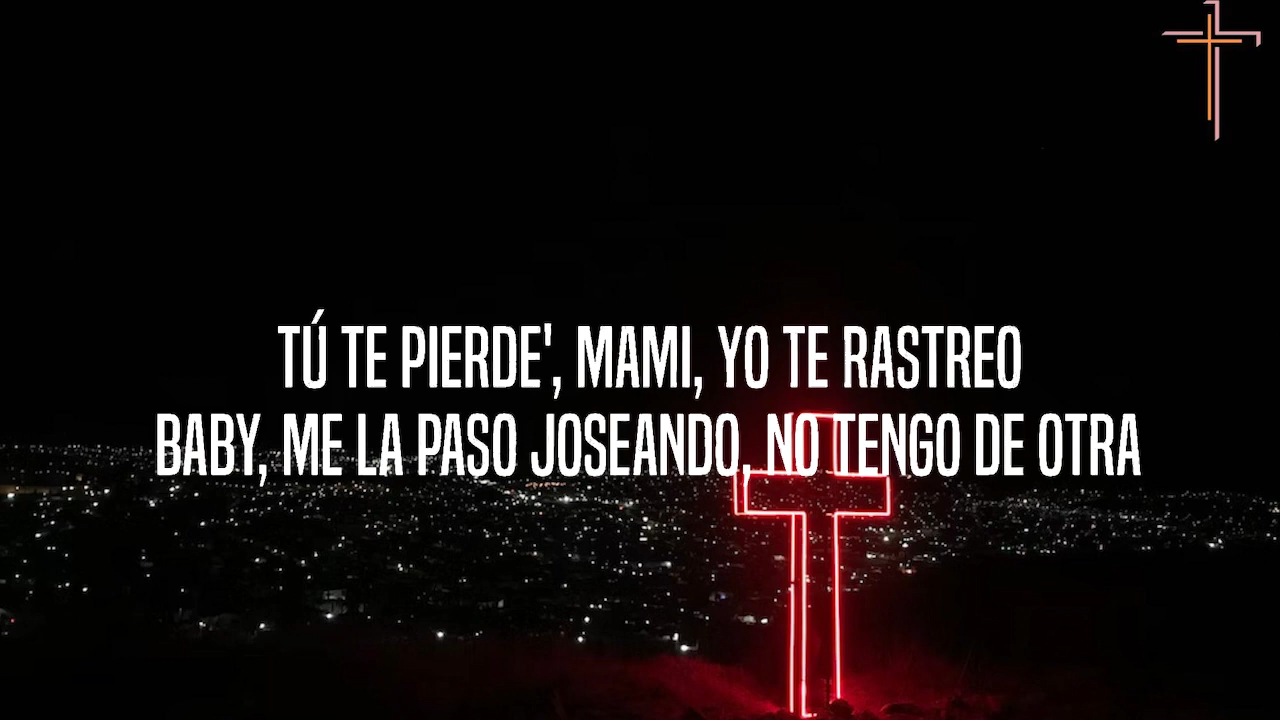 TÚ TE PIERDE', MAMI, YO TE RASTREO
BABY, ME LA PASO JOSEANDO, NO TENGO DE OTRA